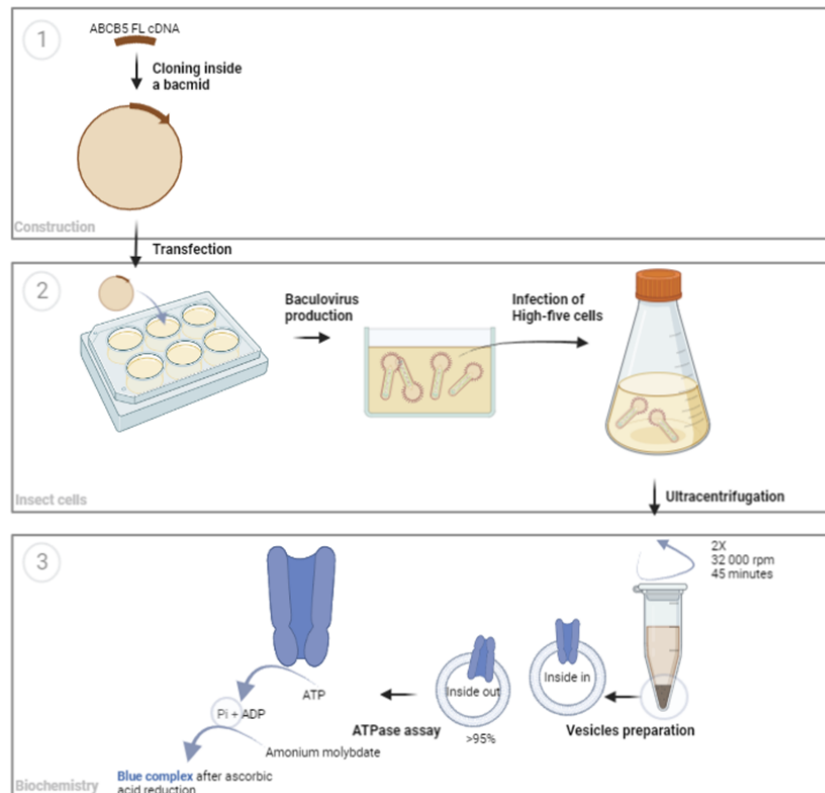 1
ABCB5 FL cDNA
Cloning inside
a bacmid
Construction
Transfection
2
Baculovirus
production
Infection of
High-five cells
Insect cells
Ultracentrifugation
3
2X
32 000 rpm
45 minutes
Inside in
Inside out
>95%
Vesicles preparation
ATPase assay
ATP
Pi + ADP
Amonium molybdate
Blue complex after ascorbic
acid reduction
Biochemistry